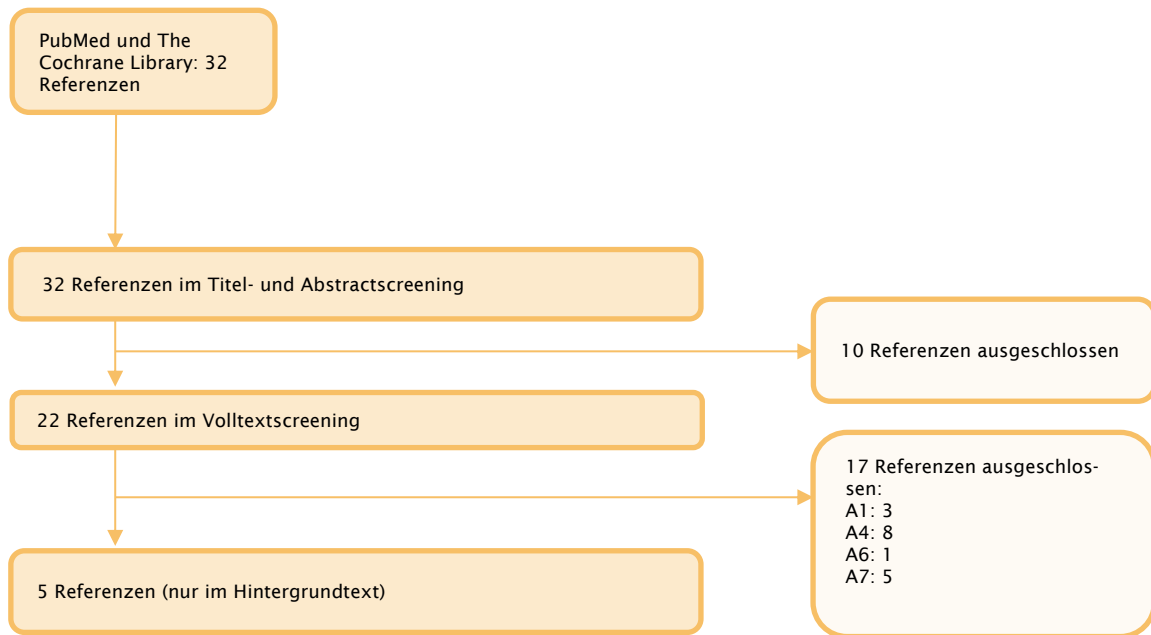 PubMed und The
Cochrane Library: 32
Referenzen
32 Referenzen im Titel- und Abstractscreening
10 Referenzen ausgeschlossen
22 Referenzen im Volltextscreening
17 Referenzen ausgeschlos-
sen:
A1: 3
A4: 8
A6: 1
A7: 5
5 Referenzen (nur im Hintergrundtext)